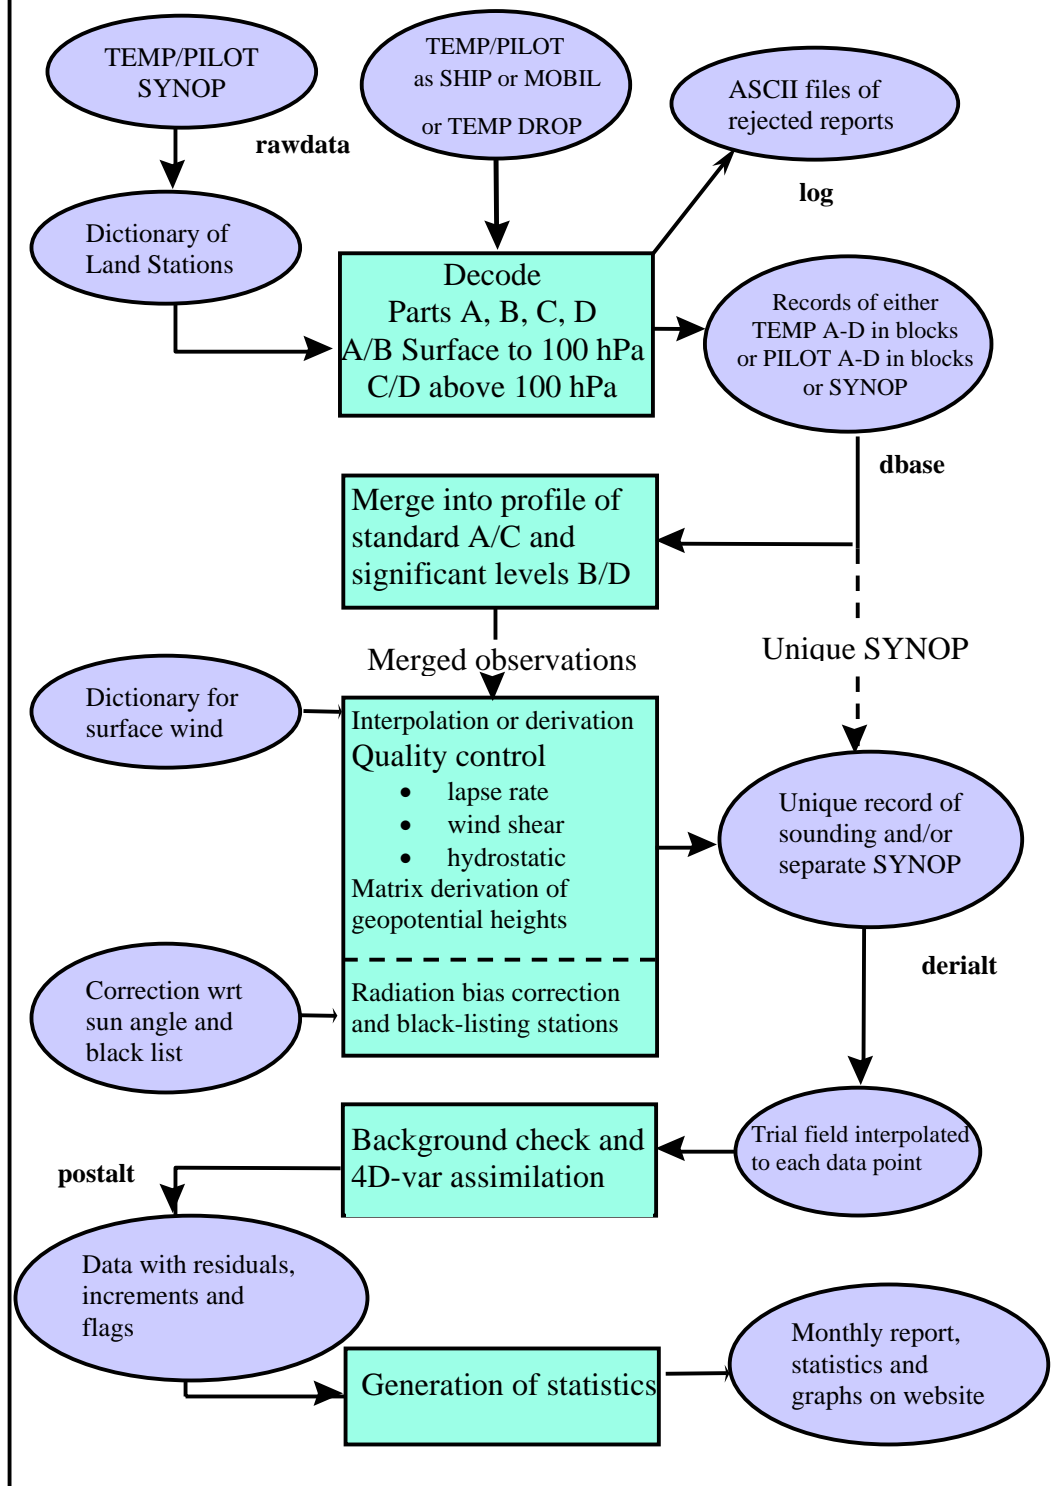 TEMP/PILOT
SYNOP
TEMP/PILOT
as SHIP or MOBIL
or TEMP DROP
ASCII files of
rejected reports
rawdata
log
Dictionary of
Land Stations
Decode
Parts A, B, C, D
A/B Surface to 100 hPa
C/D above 100 hPa
Records of either
TEMP A-D in blocks
or PILOT A-D in blocks
or SYNOP
dbase
Merge into profile of
standard A/C and
significant levels B/D
Merged observations
Unique SYNOP
Dictionary for
surface wind
Interpolation or derivation
Quality control
• lapse rate
• wind shear
• hydrostatic
Matrix derivation of
geopotential heights
Unique record of
sounding and/or
separate SYNOP
derialt
Correction wrt
sun angle and
black list
Radiation bias correction
and black-listing stations
Background check and
4D-var assimilation
Trial field interpolated
to each data point
postalt
Data with residuals,
increments and
flags
Generation of statistics
Monthly report,
statistics and
graphs on website